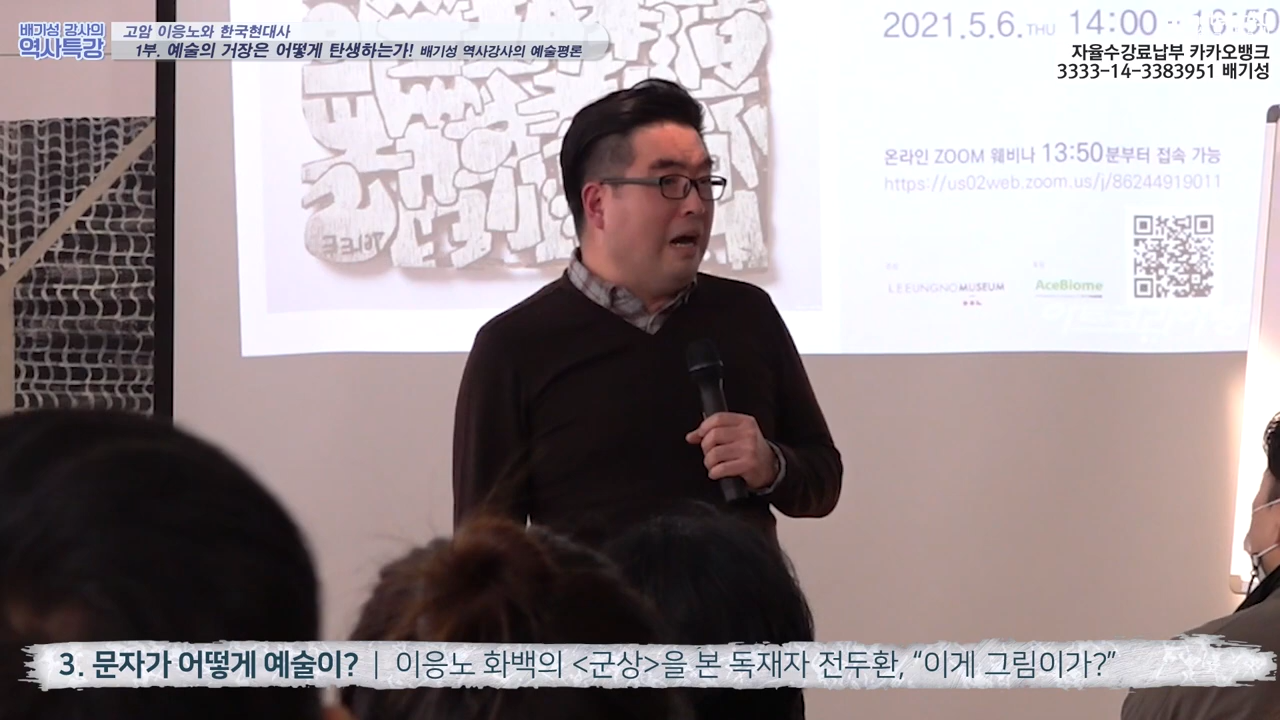 배기성 강사의
역사특강
고암 이응노와 한국현대사
1부. 예술의 거장은 어떻게 탄생하는가! 배기성 역사강사의 예술평론
2021.5.6.THU 14:00
자율수강료납부 카카오뱅크
3333-14-3383951 배기성
온라인 ZOOM 웨비나 13:50분부터 접속 가능
https://us02web.zoom.us/j/86244919011
LEEUNGNO MUSEUM
AceBiome
3. 문자가 어떻게 예술이? | 이응노 화백의 <군상>을 본 독재자 전두환, “이게 그림이가?”